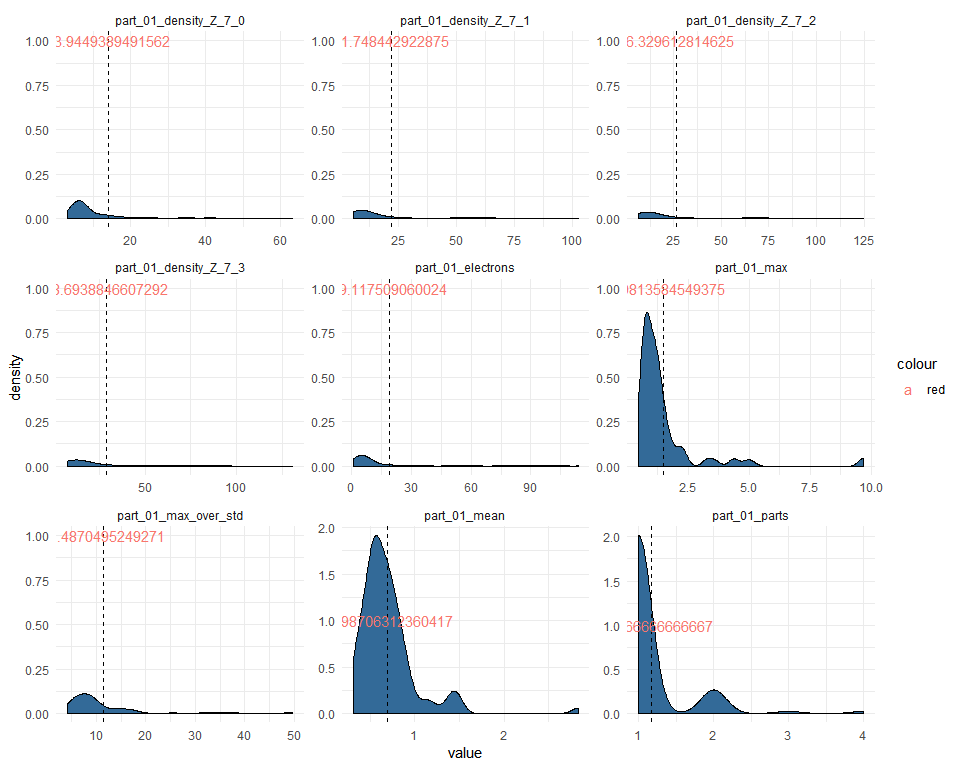 part_01_density_Z_7_0 part_01_density_Z_7_1 part_01_density_Z_7_2
1.00 1.00 1.00
3.9449389491562 1.748442922875 6.329612814625
0.75 0.75 0.75
0.50 0.50 0.50
0.25 0.25 0.25
0.00 0.00 0.00
20 40 60 25 50 75 100 25 50 75 100 125
part_01_density_Z_7_3 part_01_electrons part_01_max
1.00 1.00 1.00
3.6938846607292 9.117509060024 9813584549375
0.75 0.75 0.75
0.50 0.50 0.50
0.25 0.25 0.25
0.00 0.00 0.00
50 100 0 30 60 90 2.5 5.0 7.5 10.0
part_01_max_over_std part_01_mean part_01_parts
1.00 2.0 2.0
.4870495249271
0.75 1.5 1.5
0.50 1.0 1.0
98706312360417 66666666667
0.25 0.5 0.5
0.00 0.0 0.0
10 20 30 40 50 1 2 1 2 3 4
density
value
colour
a red